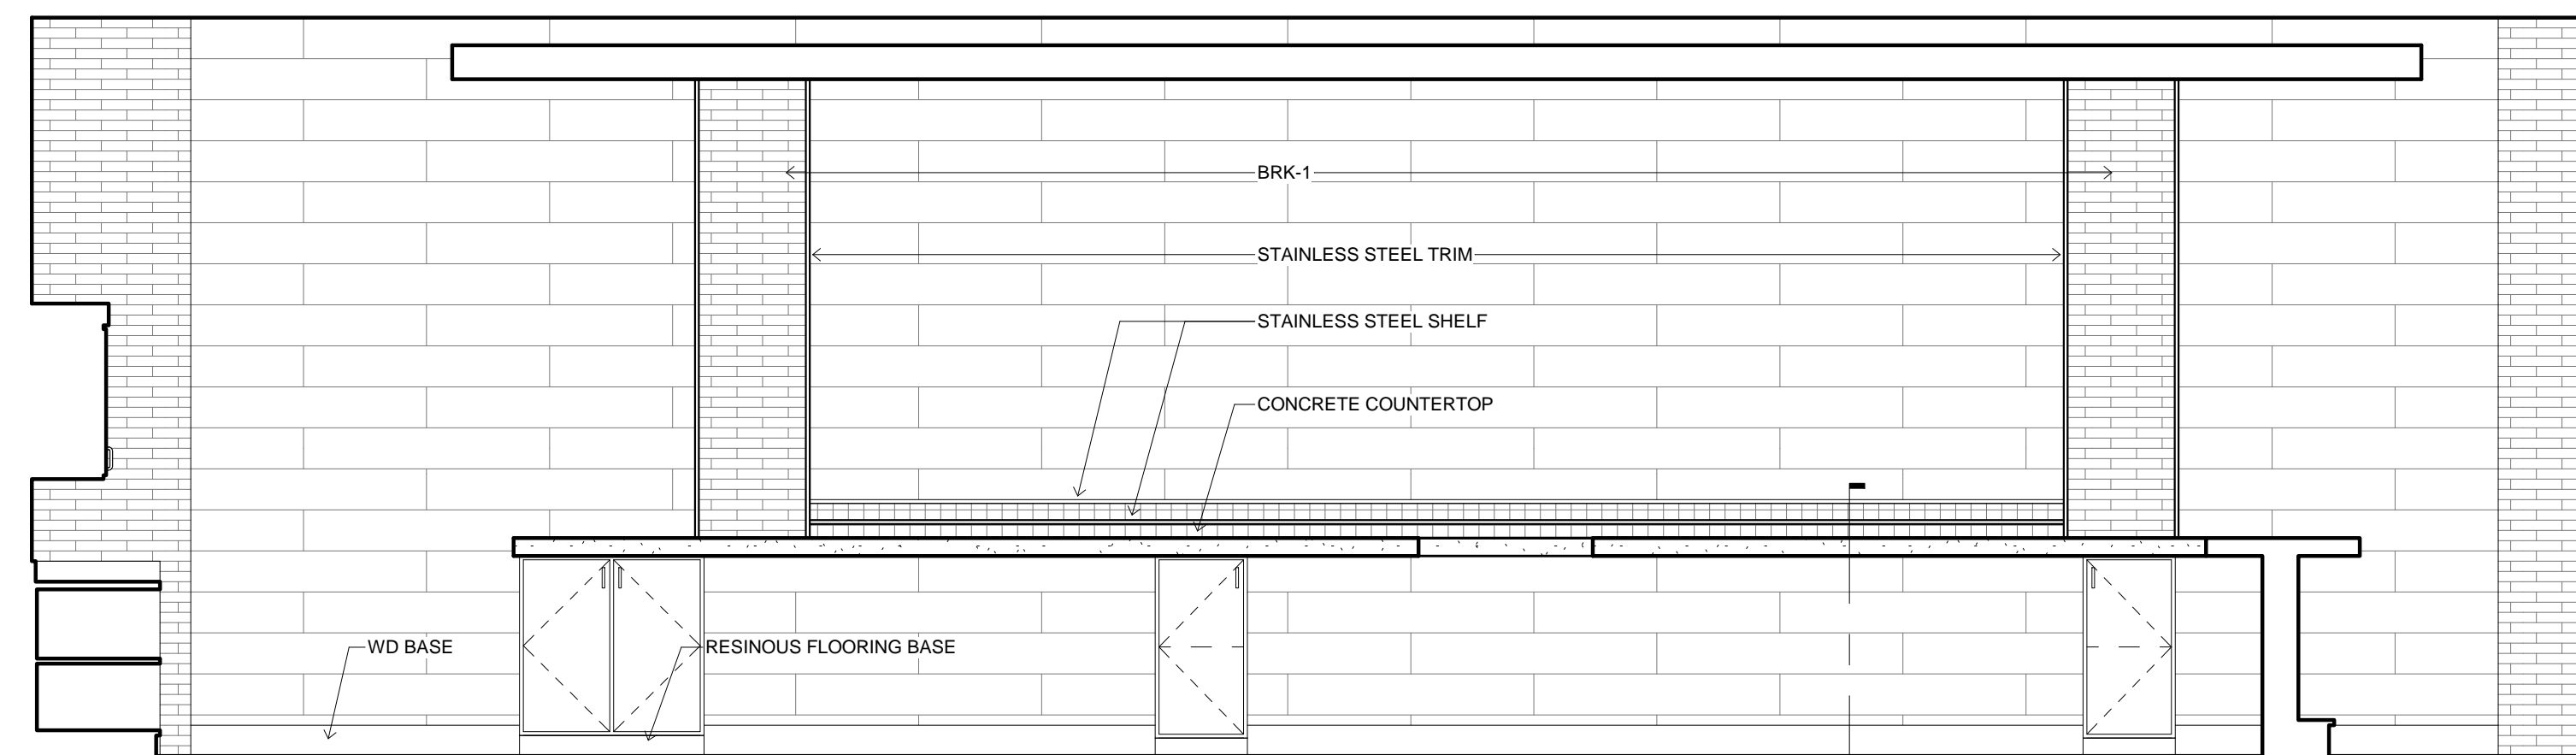 BRK-1
STAINLESS STEEL TRIM
STAINLESS STEEL SHELF
CONCRETE COUNTERTOP
WD BASE
RESINOUS FLOORING BASE